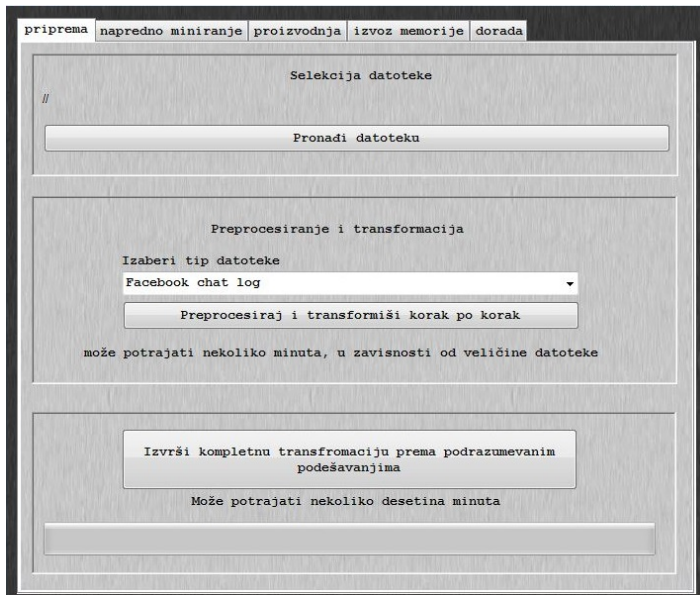 priprema napredno miniranje proizvodnja izvoz memorije dorada
Selekcija datoteke
//
Pronađi datoteku
Preprocesiranje i transformacija
Izaberi tip datoteke
Facebook chat log
Preprocesiraj i transformiši korak po korak
može potrajati nekoliko minuta, u zavisnosti od veličine datoteke
Izvrši kompletnu transfromaciju prema podrazumevanim
podešavanjima
Može potrajati nekoliko desetina minuta